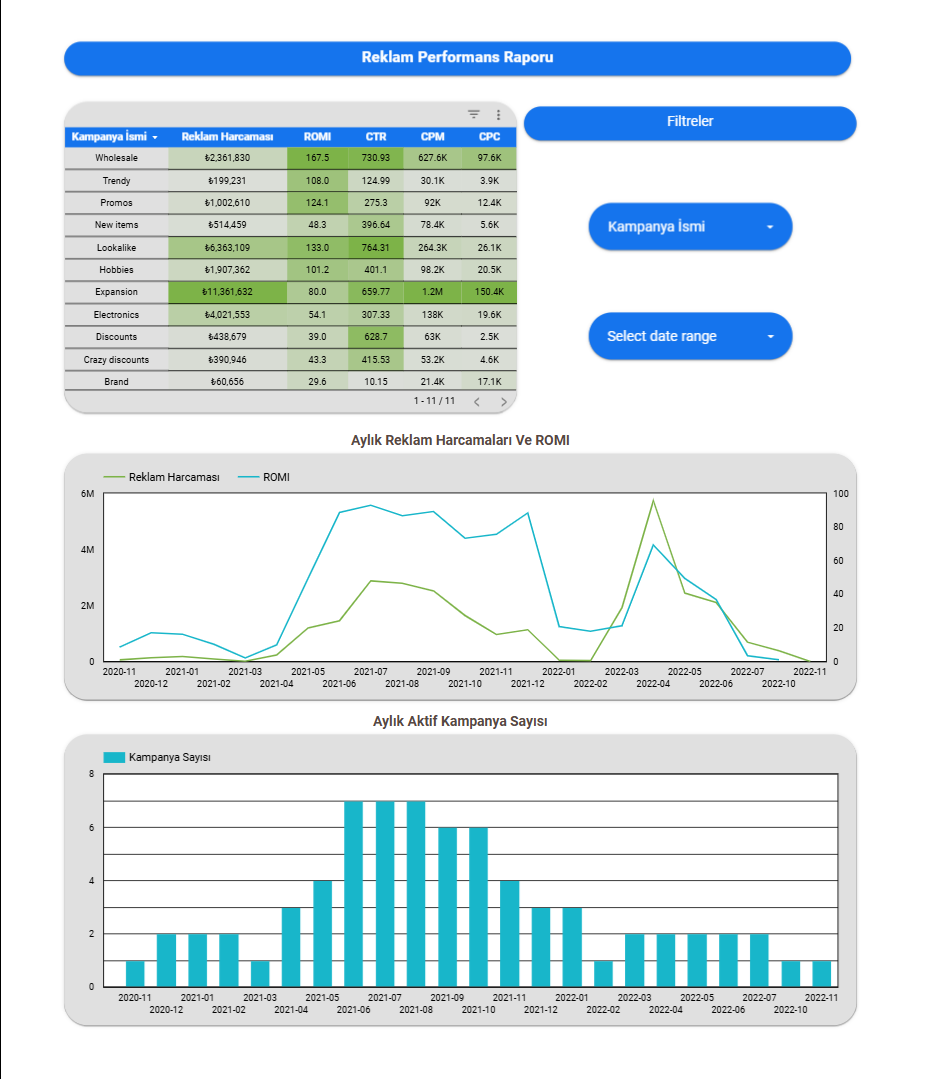 Reklam Performans Raporu
Filtreler
Kampanya İsmi Reklam Harcaması ROMI CTR CPM CPC
Wholesale ₺2,361,830 167.5 730.93 627.6K 97.6K
Trendy ₺199,231 108.0 124.99 30.1K 3.9K
Promos ₺1,002,610 124.1 275.3 92K 12.4K
New items ₺514,459 48.3 396.64 78.4K 5.6K
Lookalike ₺6,363,109 133.0 764.31 264.3K 26.1K
Hobbies ₺1,907,362 101.2 401.1 98.2K 20.5K
Expansion ₺11,361,632 80.0 659.77 1.2M 150.4K
Electronics ₺4,021,553 54.1 307.33 138K 19.6K
Discounts ₺438,679 39.0 628.7 63K 2.5K
Crazy discounts ₺390,946 43.3 415.53 53.2K 4.6K
Brand ₺60,656 29.6 10.15 21.4K 17.1K
1 - 11 / 11
Kampanya İsmi
Select date range
Aylık Reklam Harcamaları Ve ROMI
Reklam Harcaması ROMI
6M 100
80
4M
60
40
2M
20
0 0
2020-11 2021-01 2021-03 2021-05 2021-07 2021-09 2021-11 2022-01 2022-03 2022-05 2022-07 2022-11
2020-12 2021-02 2021-04 2021-06 2021-08 2021-10 2021-12 2022-02 2022-04 2022-06 2022-10
Aylık Aktif Kampanya Sayısı
Kampanya Sayısı
8
6
4
2
0
2020-11 2021-01 2021-03 2021-05 2021-07 2021-09 2021-11 2022-01 2022-03 2022-05 2022-07 2022-11
2020-12 2021-02 2021-04 2021-06 2021-08 2021-10 2021-12 2022-02 2022-04 2022-06 2022-10